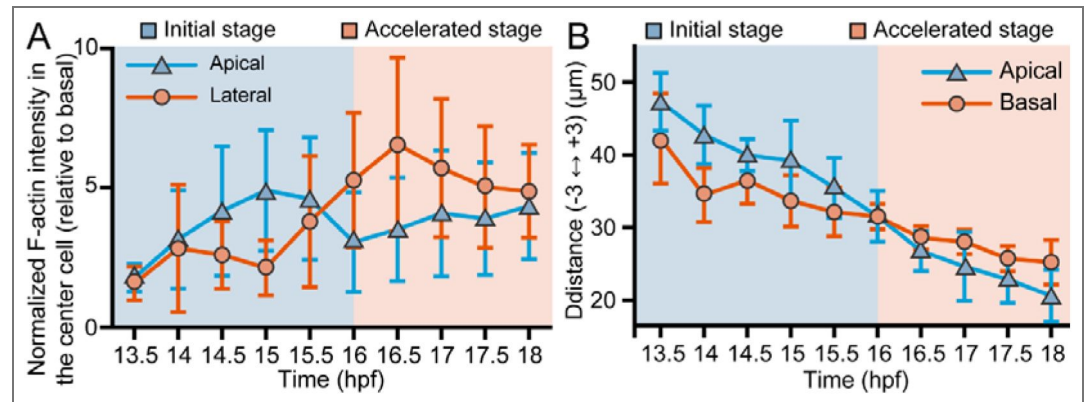 A
Initial stage
Accelerated stage
Normalized F-actin intensity in
the center cell (relative to basal)
10
5
0
Apical
Lateral
13.5 14 14.5 15 15.5 16 16.5 17 17.5 18
Time (hpf)
B
Initial stage
Accelerated stage
Ddistance (-3 ↔ +3) (μm)
50
40
30
20
Apical
Basal
13.5 14 14.5 15 15.5 16 16.5 17 17.5 18
Time (hpf)